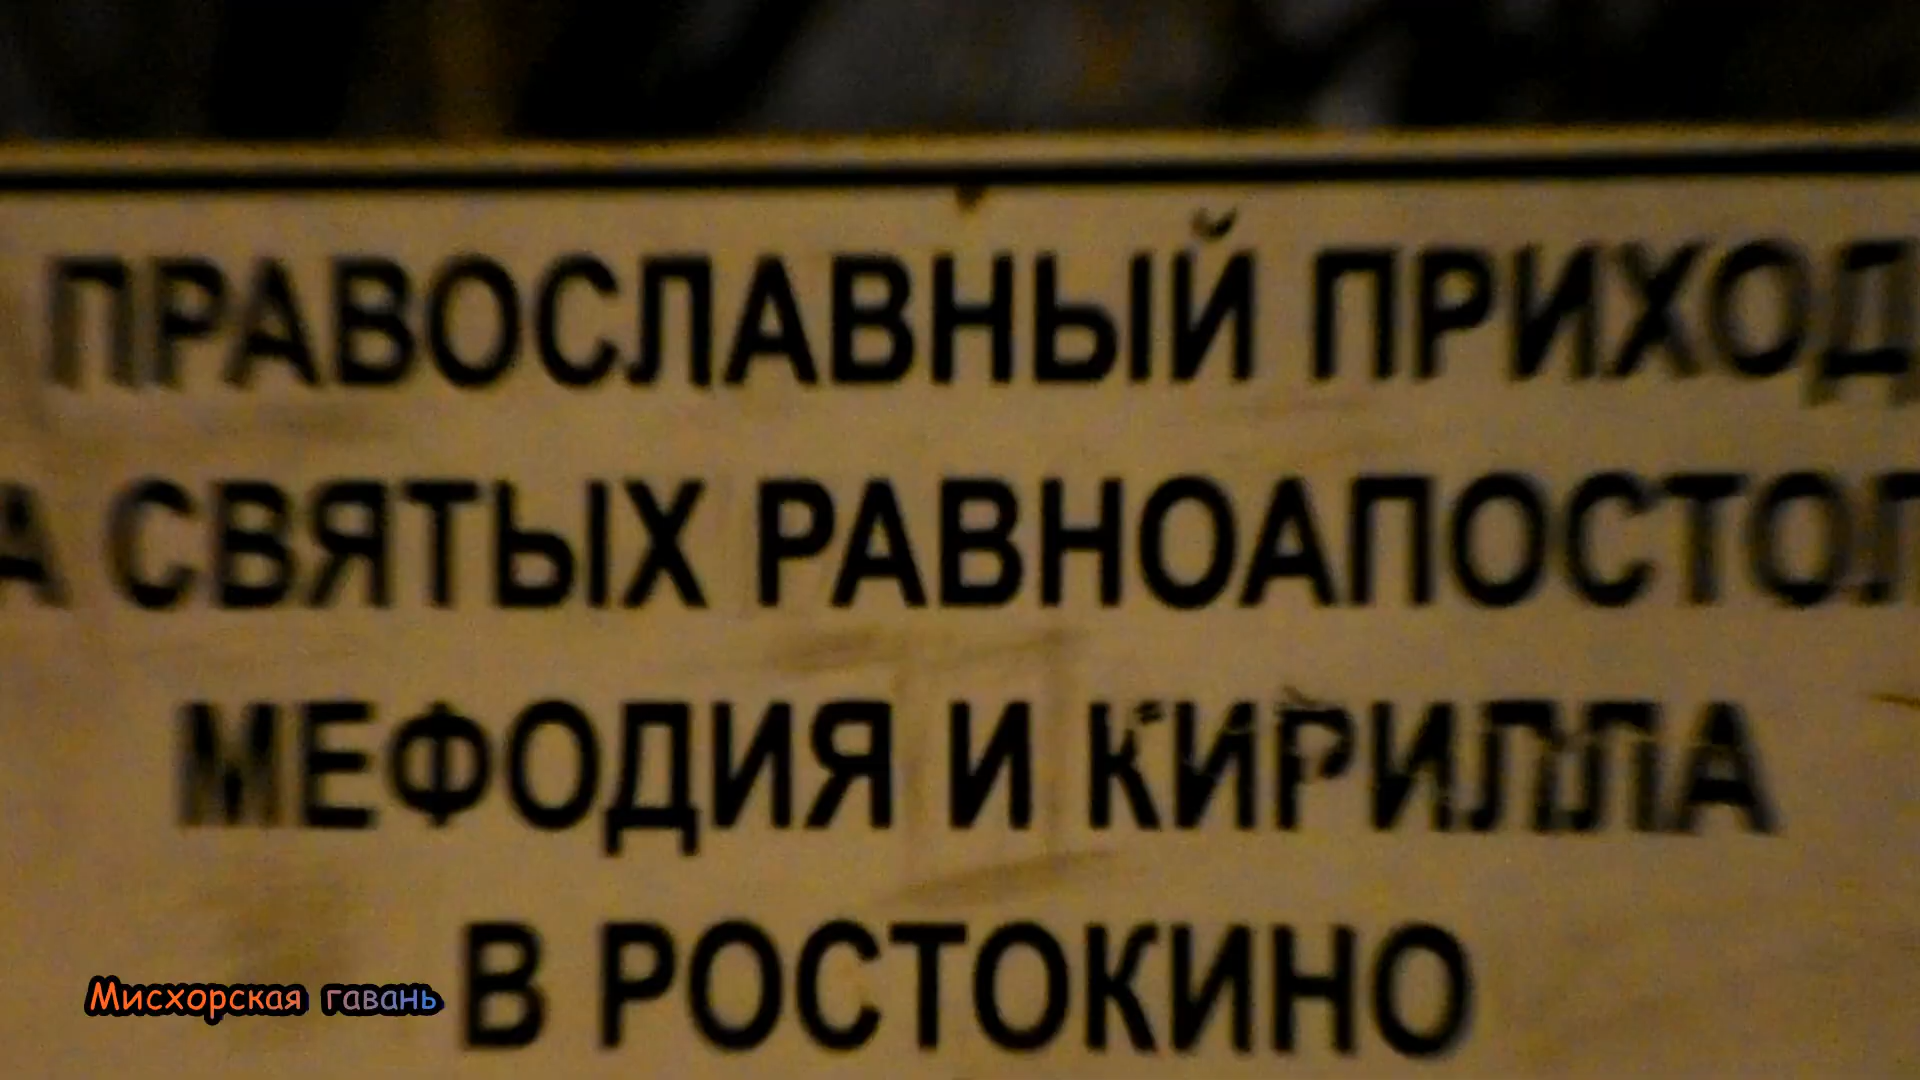 ПРАВОСЛАВНЫЙ ПРИХОД
СВЯТЫХ РАВНОАПОСТОЛ
МЕФОДИЯ И КИРИЛЛА
В РОСТОКИНО
Мисхорская гавань